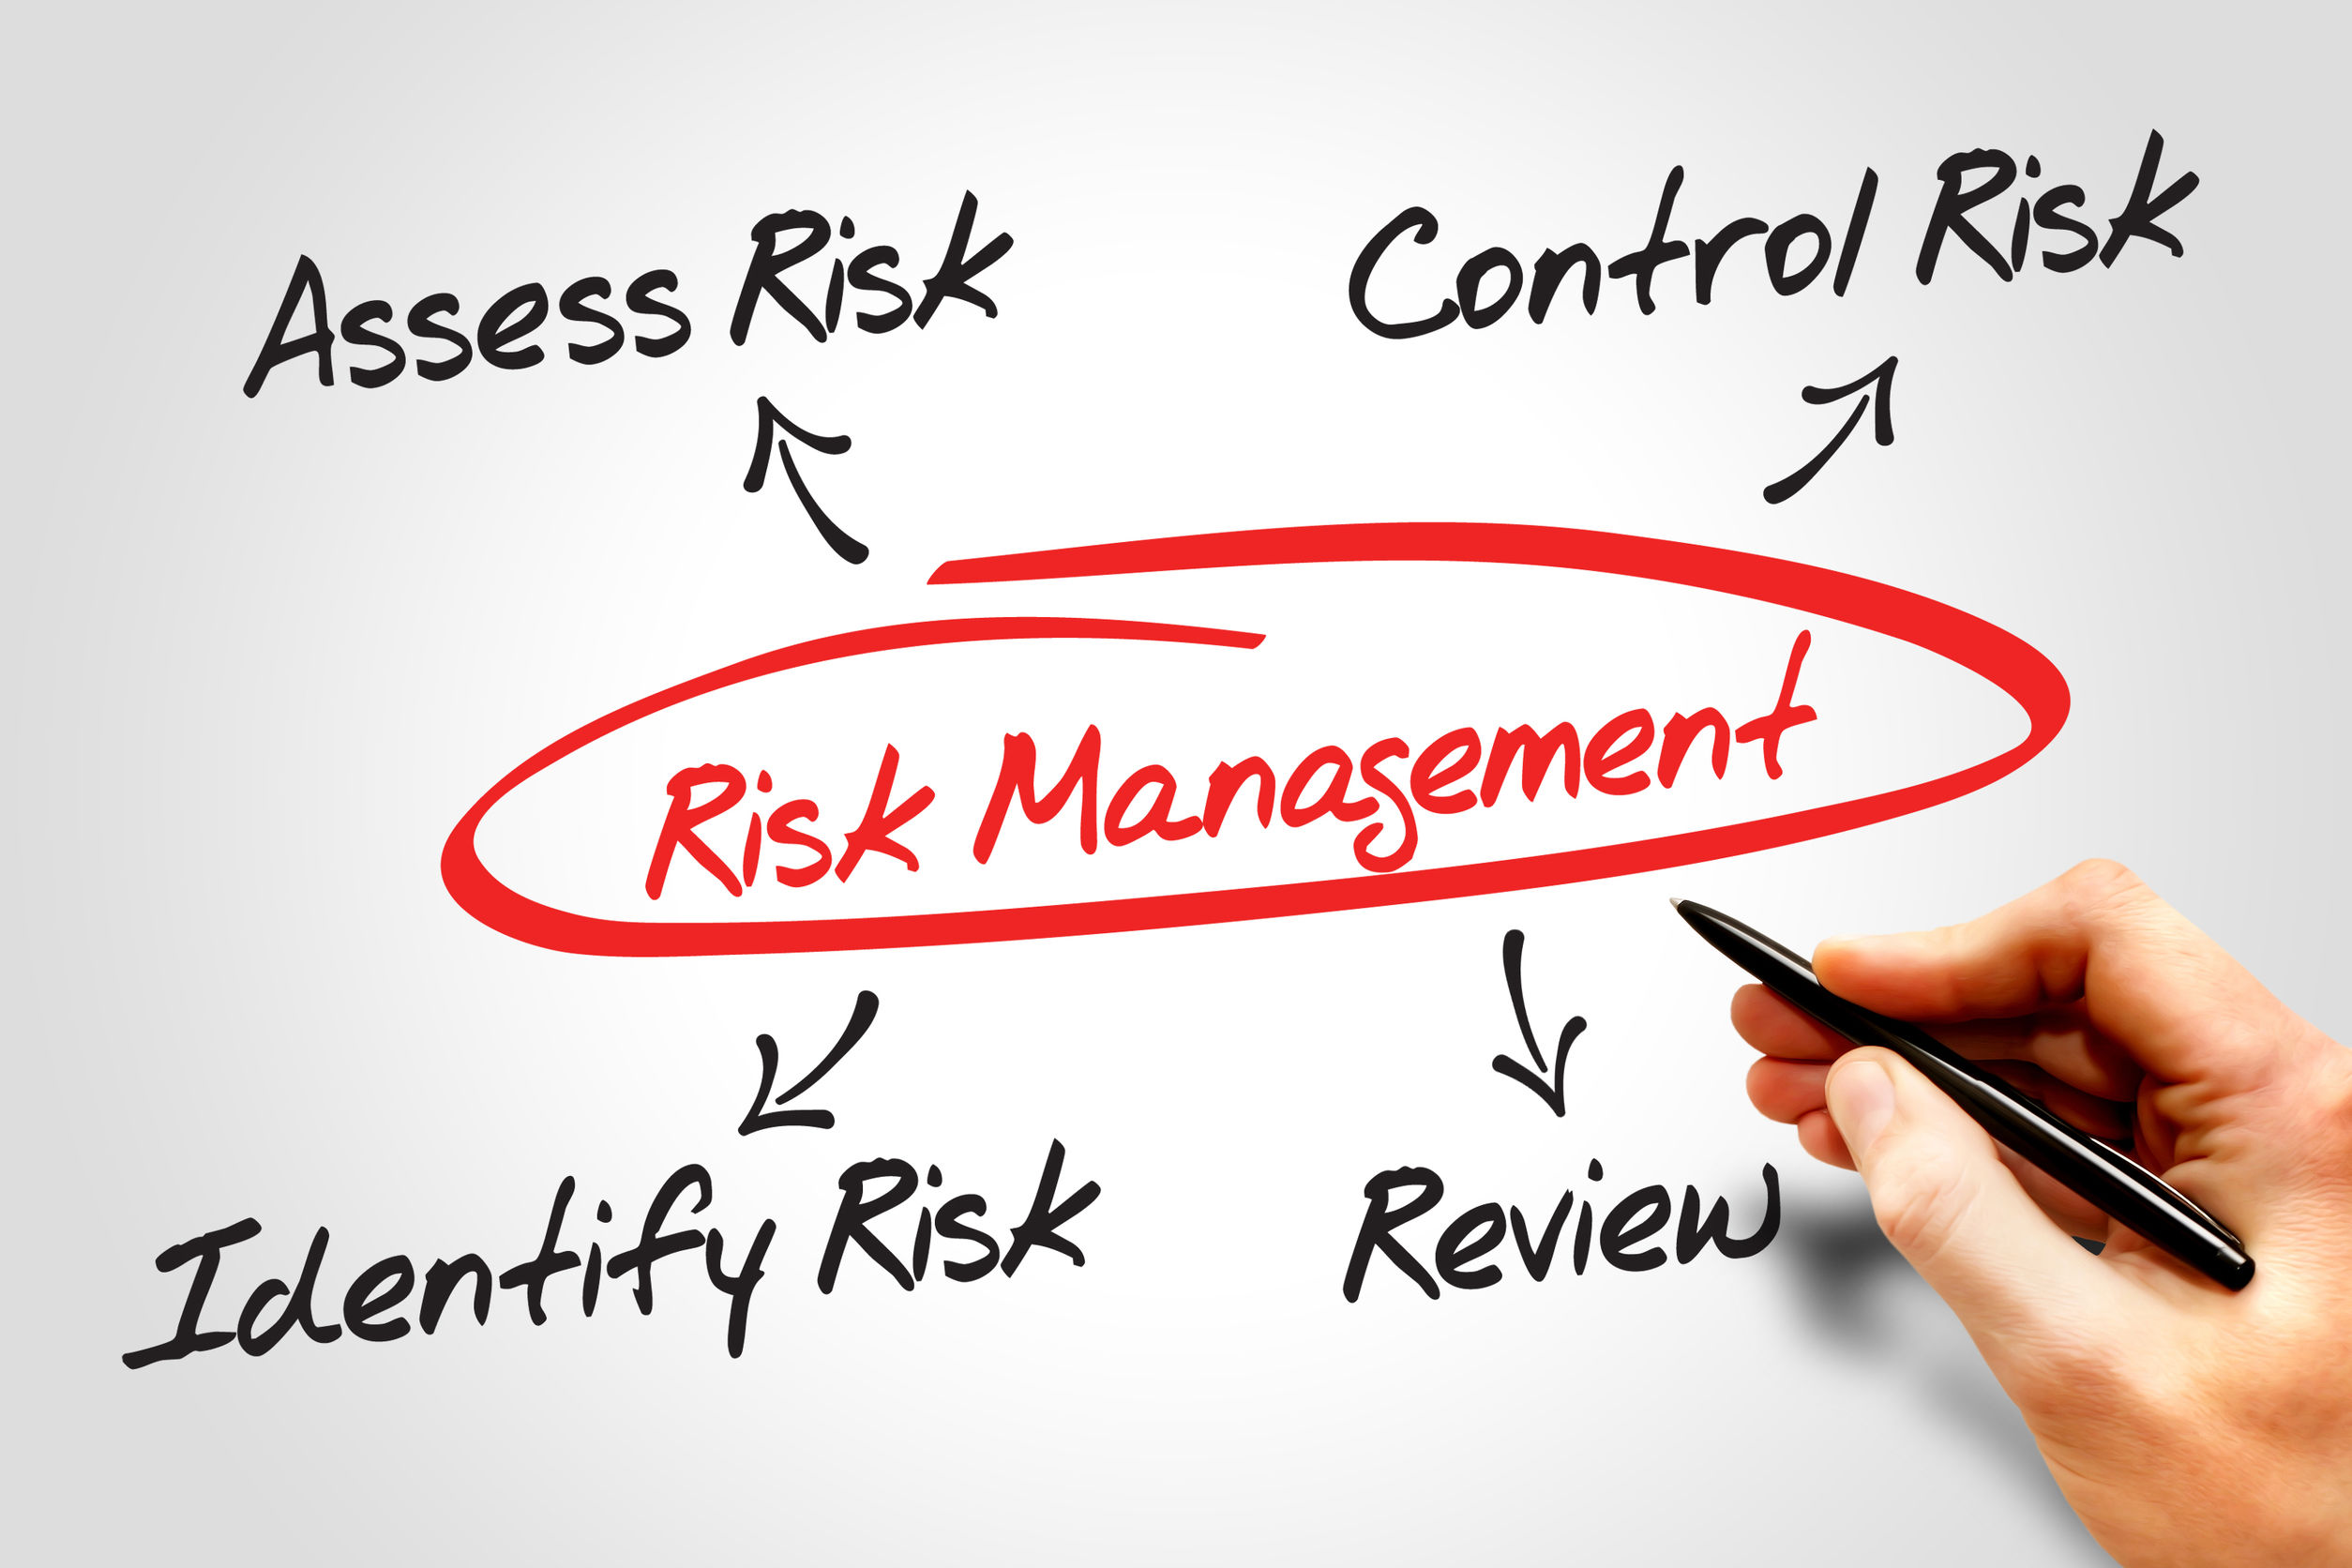 Assess Risk
Control Risk
Risk Management
Identify Risk
Review